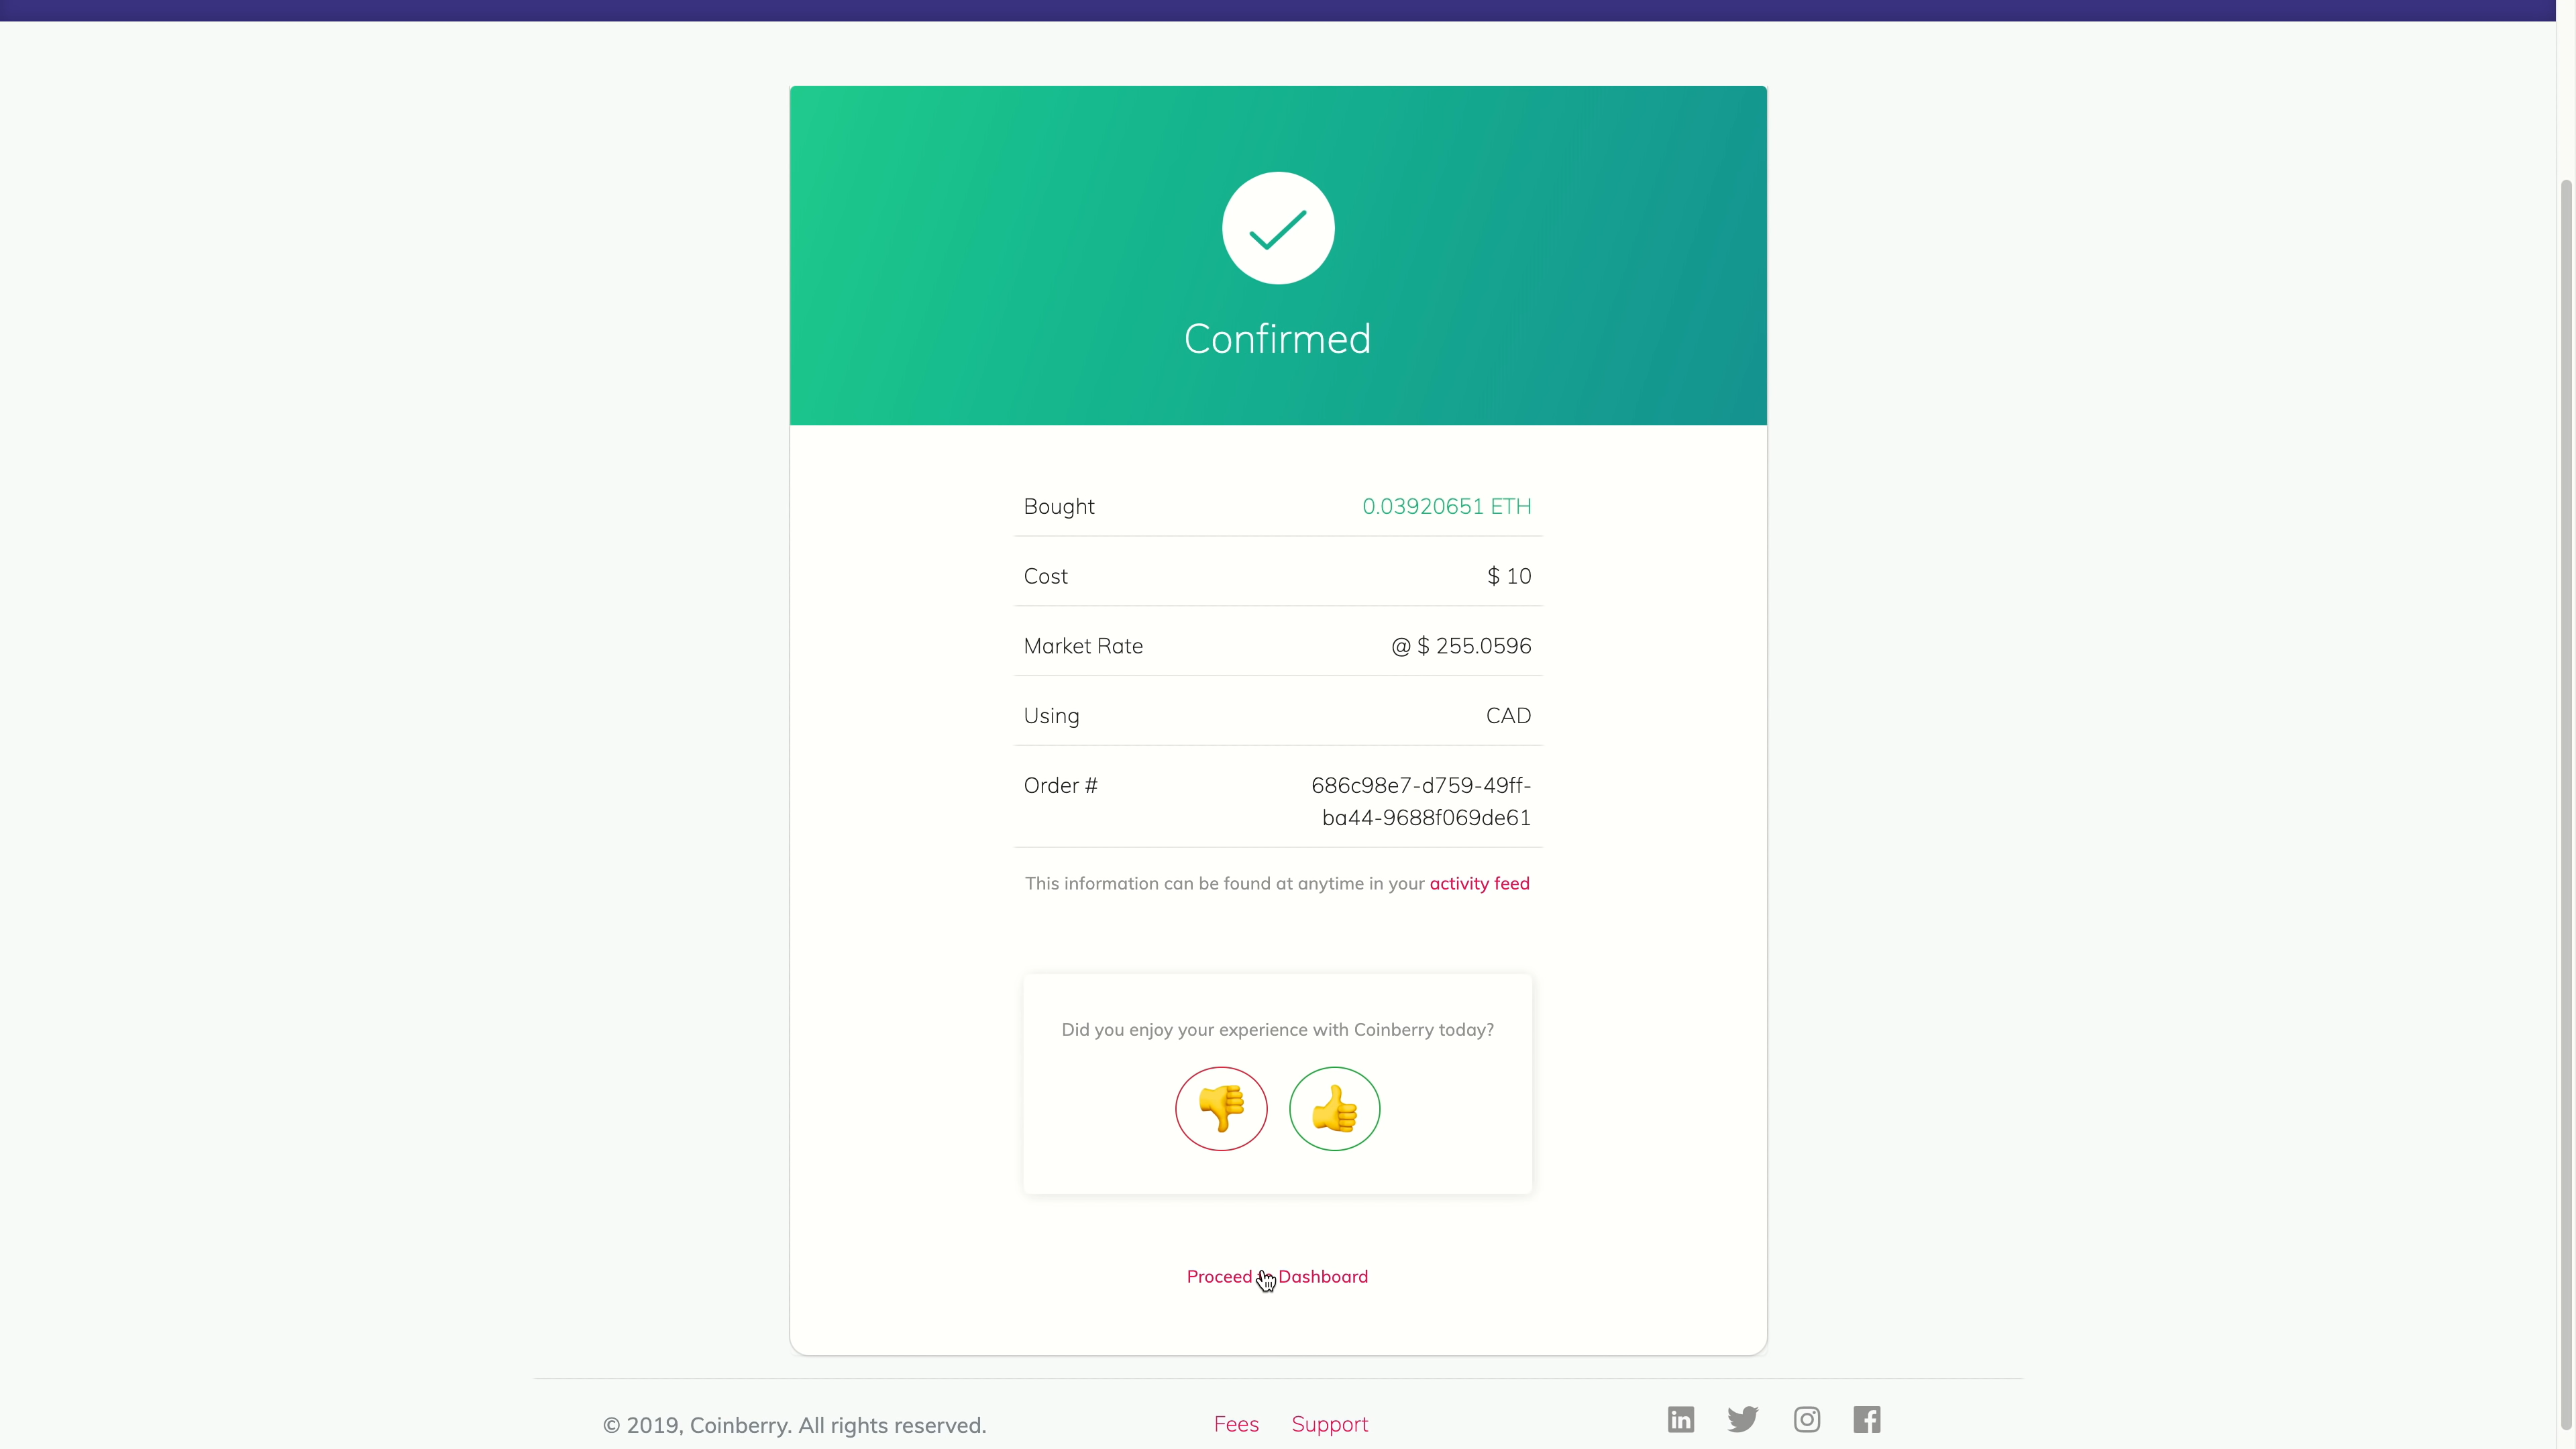 Confirmed
Bought 0.03920651 ETH
Cost $ 10
Market Rate @ $ 255.0596
Using CAD
Order # 686c98e7-d759-49ff-
ba44-9688f069de61
This information can be found at anytime in your activity feed
Did you enjoy your experience with Coinberry today?
Proceed Dashboard
© 2019, Coinberry. All rights reserved.
Fees Support